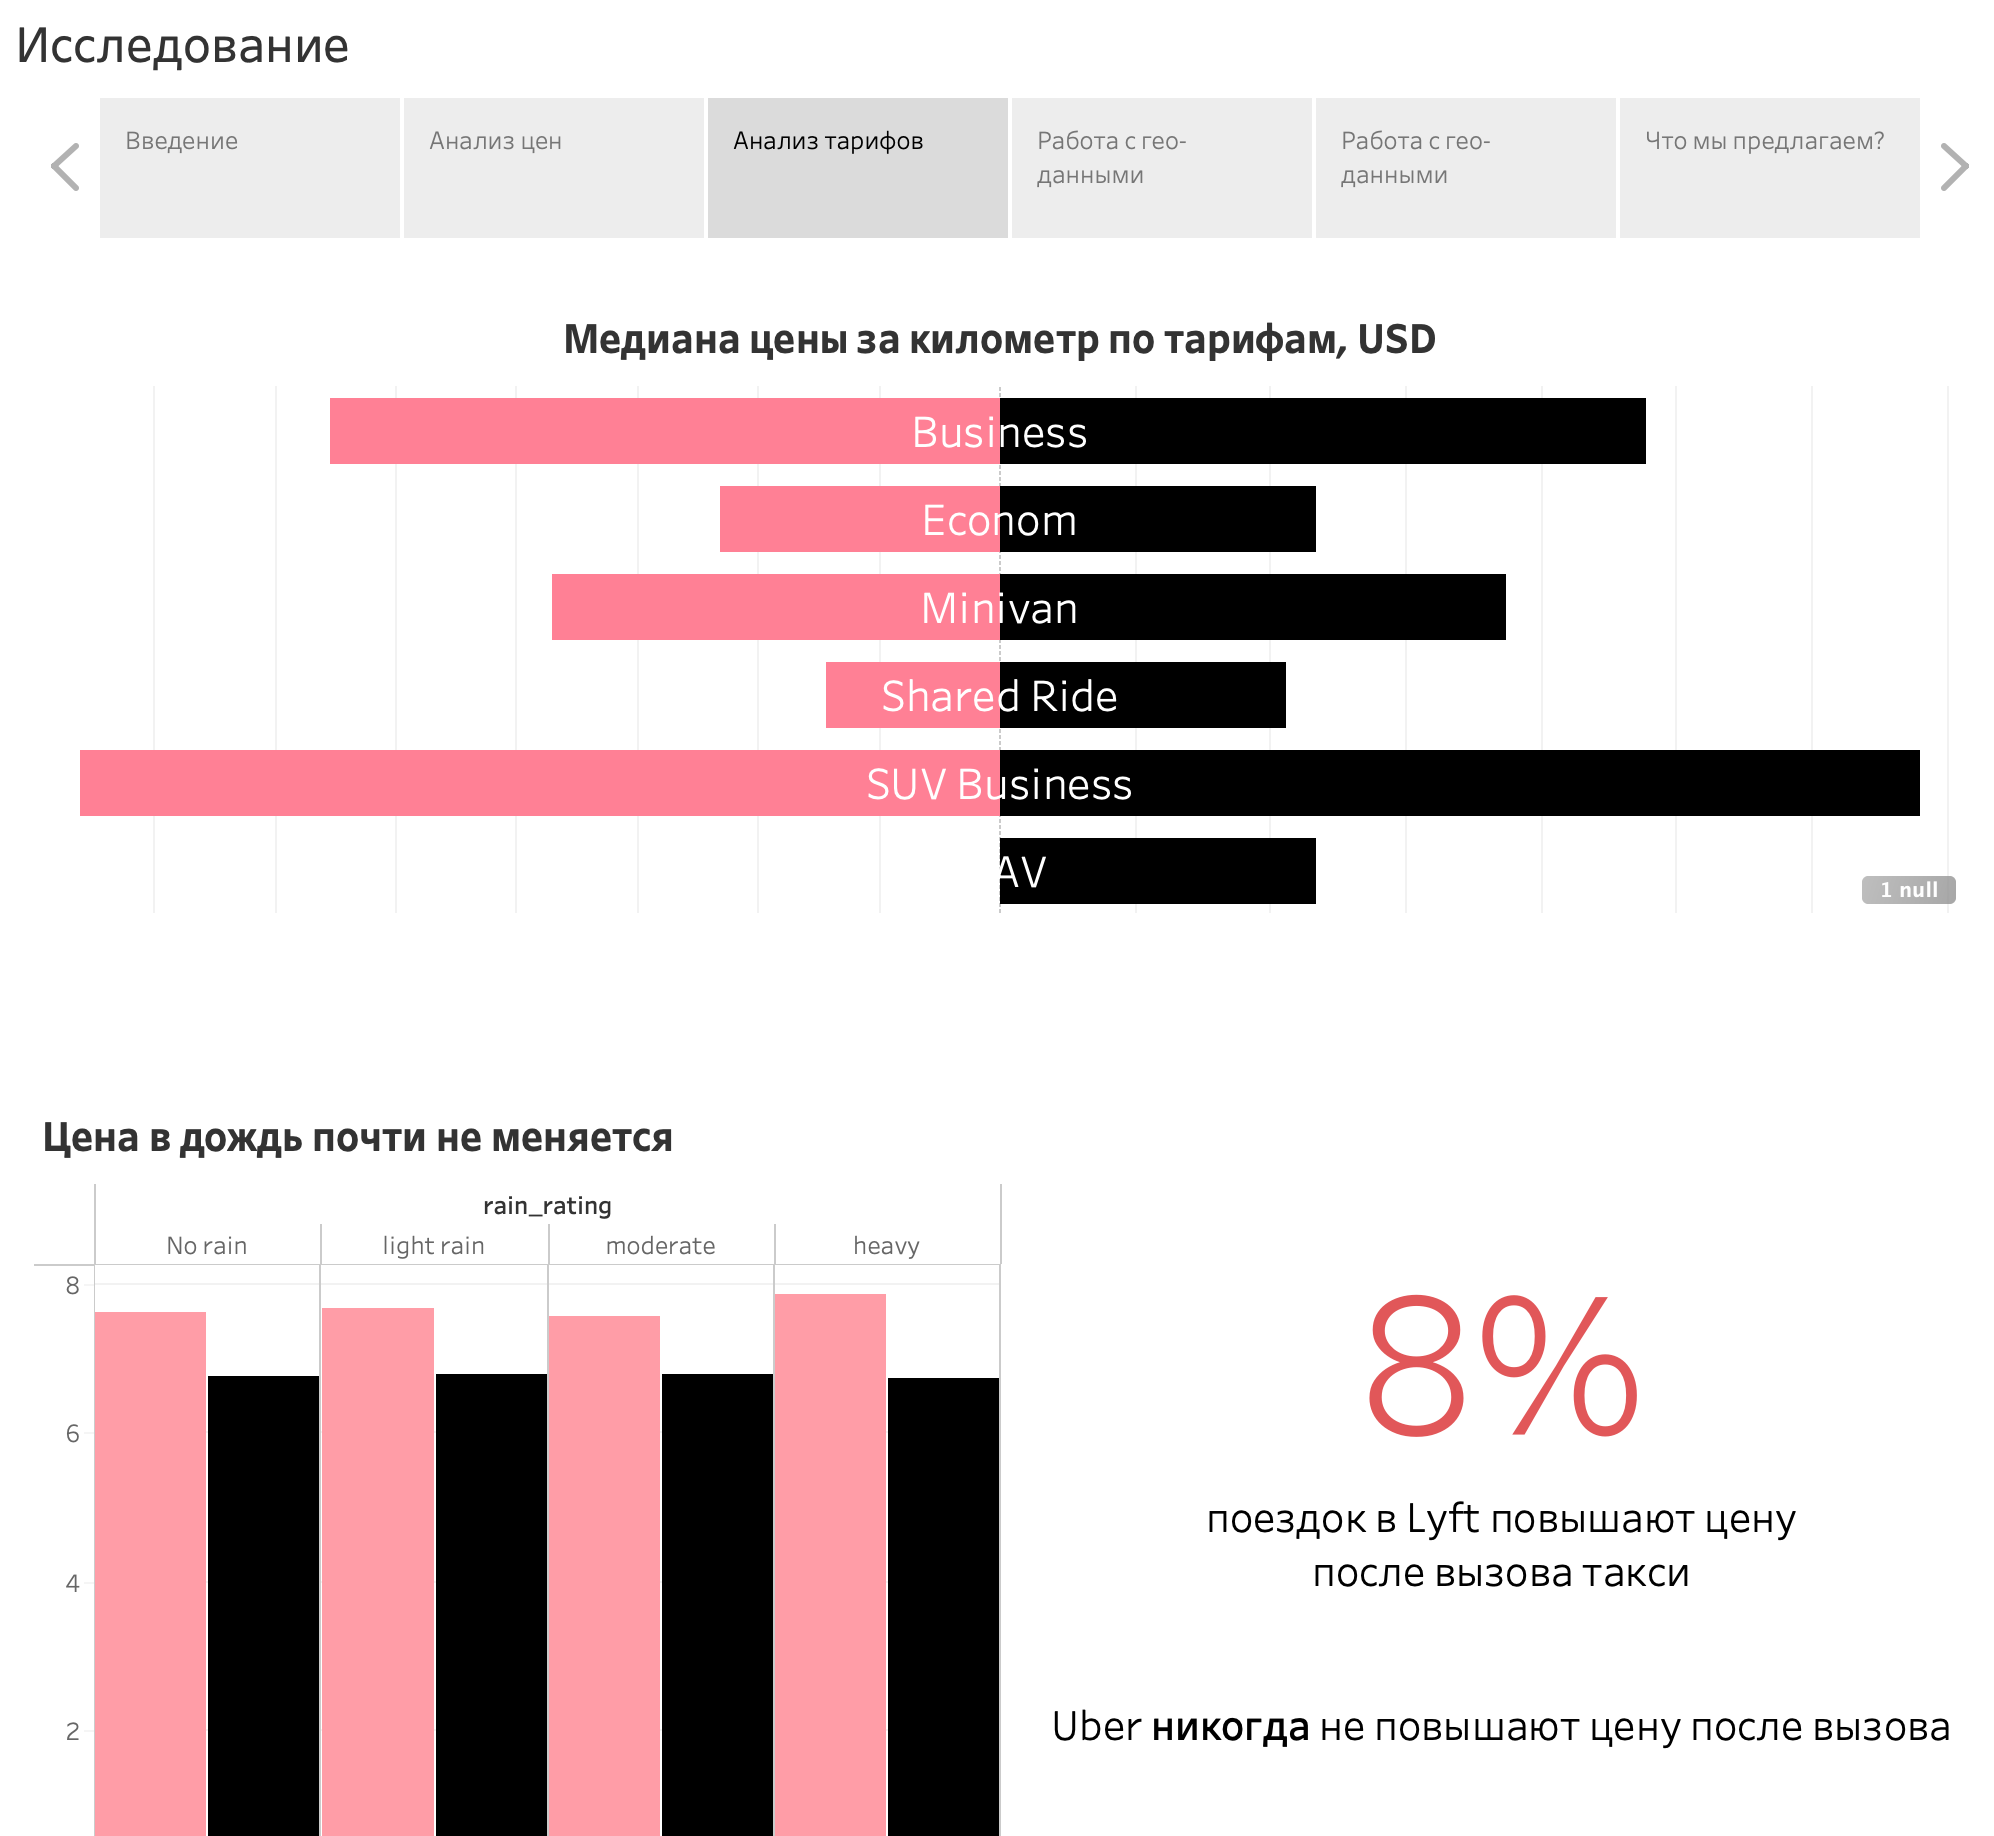 Исследование
Введение
Анализ цен
Анализ тарифов
Работа с гео-
данными
Работа с гео-
данными
Что мы предлагаем?
Медиана цены за километр по тарифам, USD
Business
Econom
Minivan
Shared Ride
SUV Business
AV
1 null
Цена в дождь почти не меняется
rain_rating
No rain
light rain
moderate
heavy
8
6
4
2
8%
поездок в Lyft повышают цену
после вызова такси
Uber никогда не повышают цену после вызова